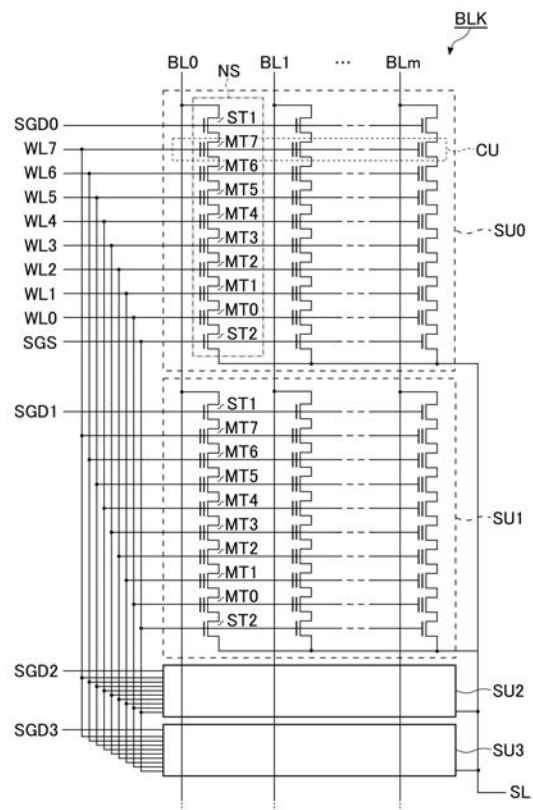 BLK
BL0 NS BL1 ... BLm
SGD0 ST1
WL7 MT7 CU
WL6 MT6
WL5 MT5
WL4 MT4 SU0
WL3 MT3
WL2 MT2
WL1 MT1
WL0 MT0
SGS ST2
SGD1 ST1
MT7
MT6
MT5
MT4 SU1
MT3
MT2
MT1
MT0
ST2
SGD2
SU2
SGD3
SU3
SL